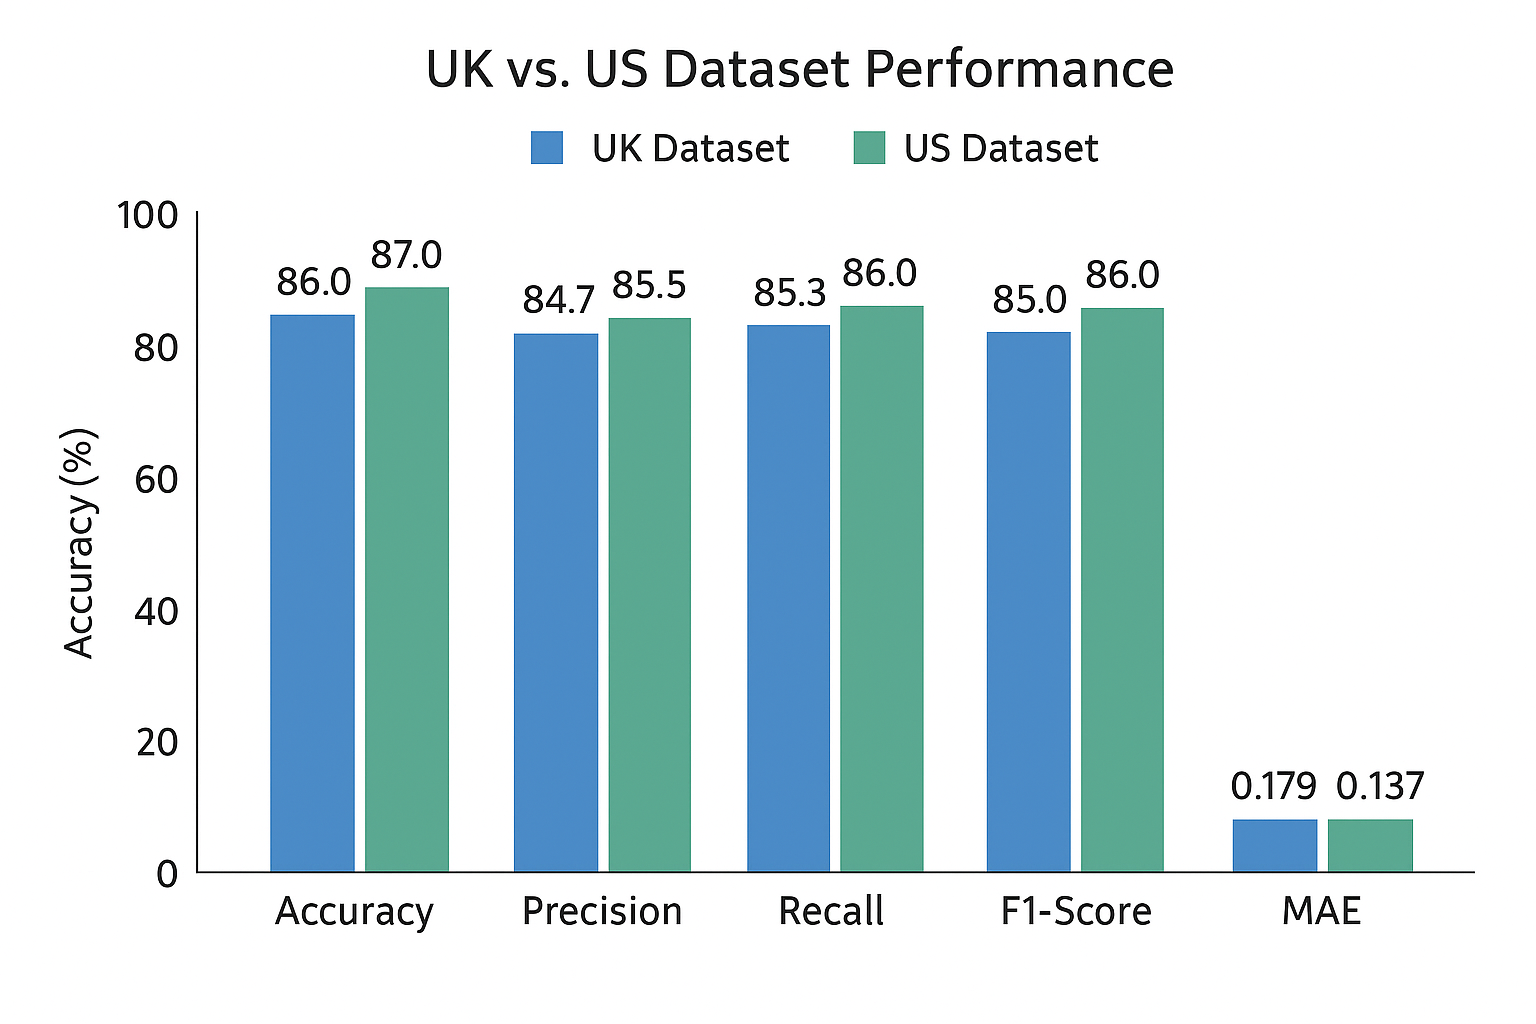 UK vs. US Dataset Performance
UK Dataset
US Dataset
Accuracy (%)
100
80
60
40
20
0
86.0
87.0
84.7
85.5
85.3
86.0
85.0
86.0
0.179
0.137
Accuracy
Precision
Recall
F1-Score
MAE